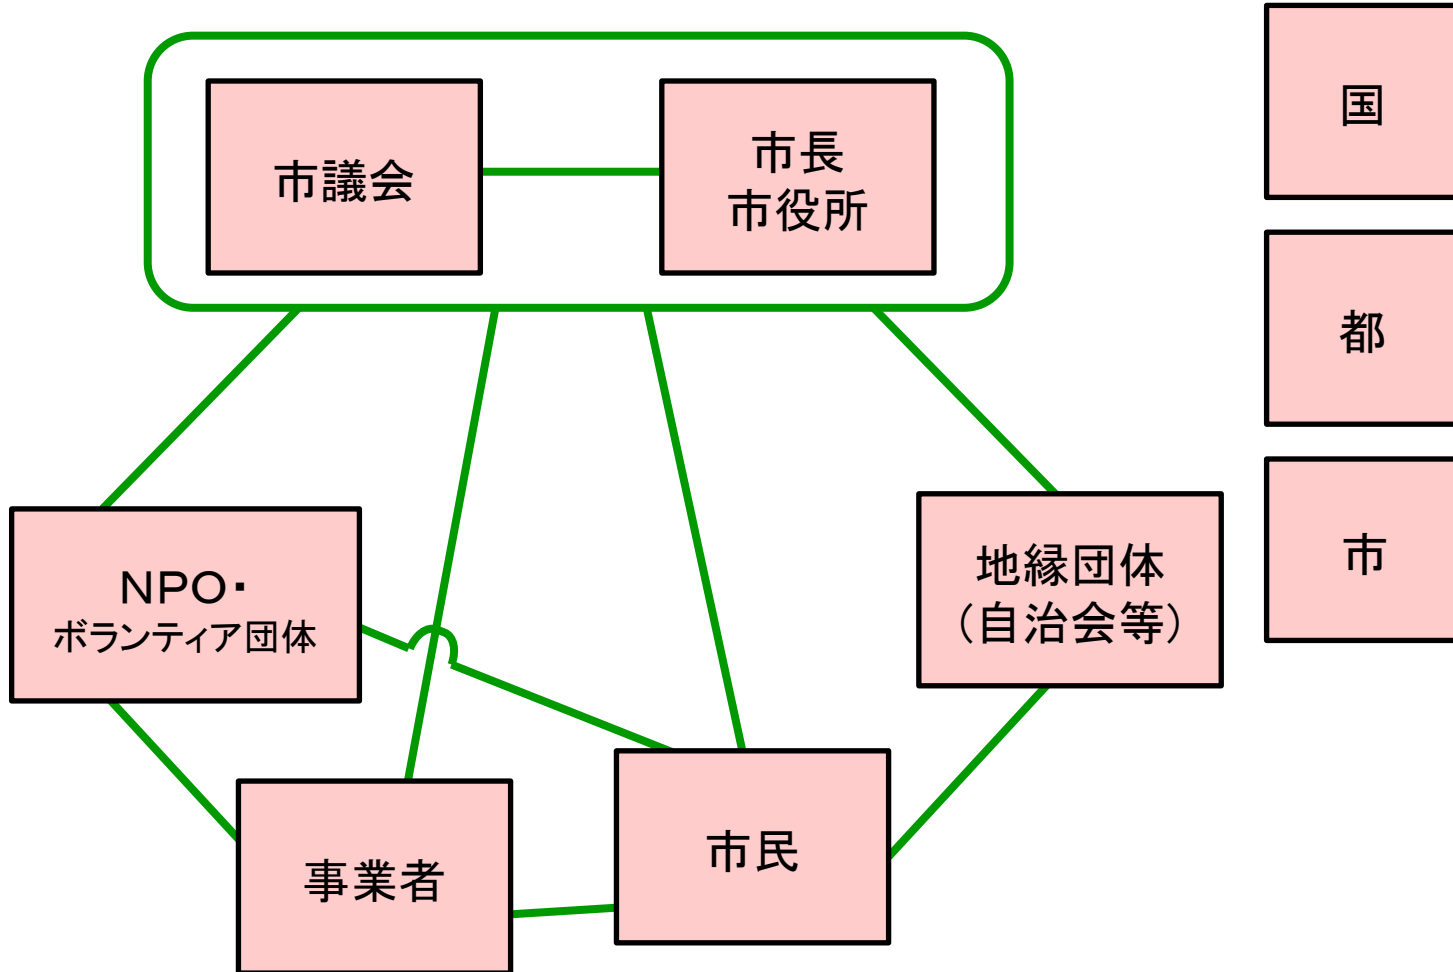 市議会
市長
市役所
国
都
市
NPO・
ボランティア団体
地縁団体
（自治会等）
事業者
市民